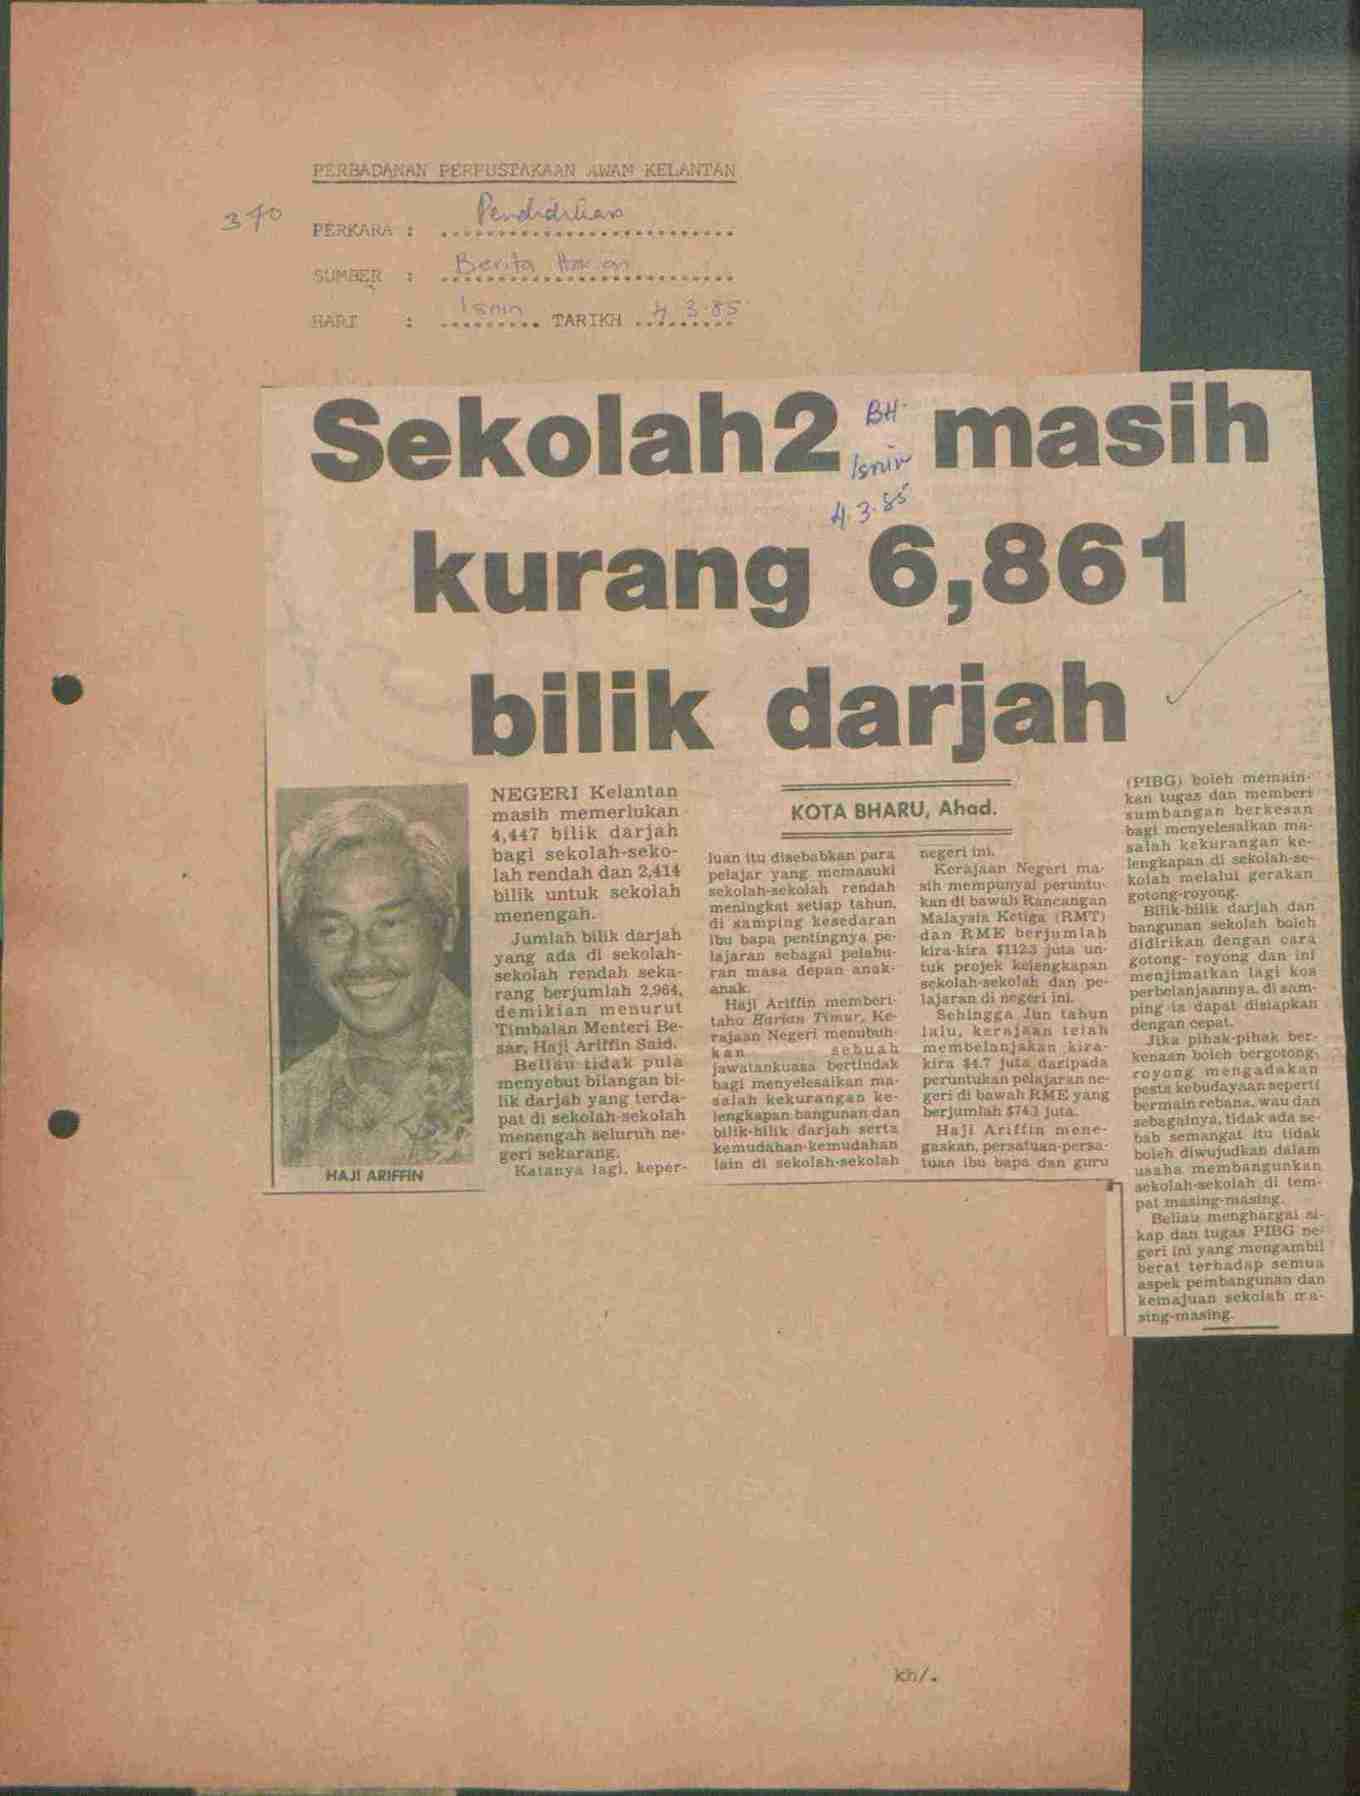 PERBADANAN PERPUSTAKAAN AWAM KELANTAN
370
PERKARA : Pendidikan
SUMBER : Berita Harian
HARI : Isnin TARIKH 4.3.85
Sekolah2 masih
BH
Isnin
4.3.85
kurang 6,861
bilik darjah
HAJI ARIFFIN
NEGERI Kelantan
masih memerlukan
4,447 bilik darjah
bagi sekolah-seko-
lah rendah dan 2,414
bilik untuk sekolah
menengah.
Jumlah bilik darjah
yang ada di sekolah-
sekolah rendah seka-
rang berjumlah 2,964,
demikian menurut
Timbalan Menteri Be-
sar, Haji Ariffin Said.
Beliau tidak pula
menyebut bilangan bi-
lik darjah yang terda-
pat di sekolah-sekolah
menengah seluruh ne-
geri sekarang.
Katanya lagi, keper-
KOTA BHARU, Ahad.
luan itu disebabkan para
pelajar yang memasuki
sekolah-sekolah rendah
meningkat setiap tahun,
di samping kesedaran
ibu bapa pentingnya pe-
lajaran sebagai pelabu-
ran masa depan anak-
anak.
Haji Ariffin memberi-
tahu Harian Timur, Ke-
rajaan Negeri menubuh-
kan sebuah
jawatankuasa bertindak
bagi menyelesaikan ma-
salah kekurangan ke-
lengkapan bangunan dan
bilik-bilik darjah serta
kemudahan-kemudahan
lain di sekolah-sekolah
negeri ini.
Kerajaan Negeri ma-
sih mempunyai peruntu-
kan di bawah Rancangan
Malaysia Ketiga (RMT)
dan RME berjumlah
kira-kira $112.3 juta un-
tuk projek kelengkapan
sekolah-sekolah dan pe-
lajaran di negeri ini.
Sehingga Jun tahun
lalu, kerajaan telah
membelanjakan kira-
kira $4.7 juta daripada
peruntukan pelajaran ne-
geri di bawah RME yang
berjumlah $74.3 juta.
Haji Ariffin mene-
gaskan, persatuan-persa-
tuan ibu bapa dan guru
(PIBG) boleh memain-
kan tugas dan memberi
sumbangan berkesan
bagi menyelesaikan ma-
salah kekurangan ke-
lengkapan di sekolah-se-
kolah melalui gerakan
gotong-royong.
Bilik-bilik darjah dan
bangunan sekolah boleh
didirikan dengan cara
gotong- royong dan ini
menjimatkan lagi kos
perbelanjaannya, di sam-
ping ia dapat disiapkan
dengan cepat.
Jika pihak-pihak ber-
kenaan boleh bergotong-
royong mengadakan
pesta kebudayaan seperti
bermain rebana, wau dan
sebagainya, tidak ada se-
bab semangat itu tidak
boleh diwujudkan dalam
usaha membangunkan
sekolah-sekolah di tem-
pat masing-masing.
Beliau menghargai si-
kap dan tugas PIBG ne-
geri ini yang mengambil
berat terhadap semua
aspek pembangunan dan
kemajuan sekolah ma-
sing-masing.
kh/.